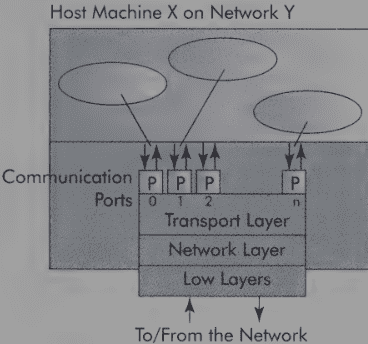 Host Machine X on Network Y
Communication
Ports
P P P P
0 1 2 n
Transport Layer
Network Layer
Low Layers
To/From the Network